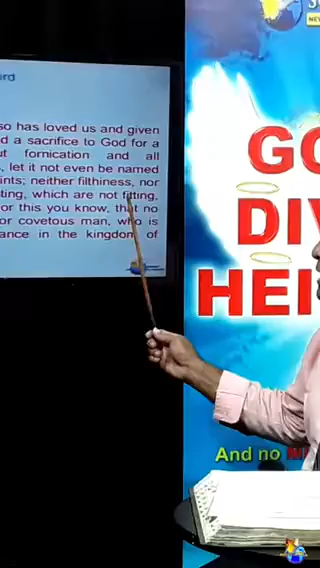 so has loved us and given
d a sacrifice to God for a
ut fornication and all
, let it not even be named
ints; neither filthiness, nor
sting, which are not fitting,
or this you know, that no
or covetous man, who is
ance in the kingdom of
GO
DIV
HEI
And no